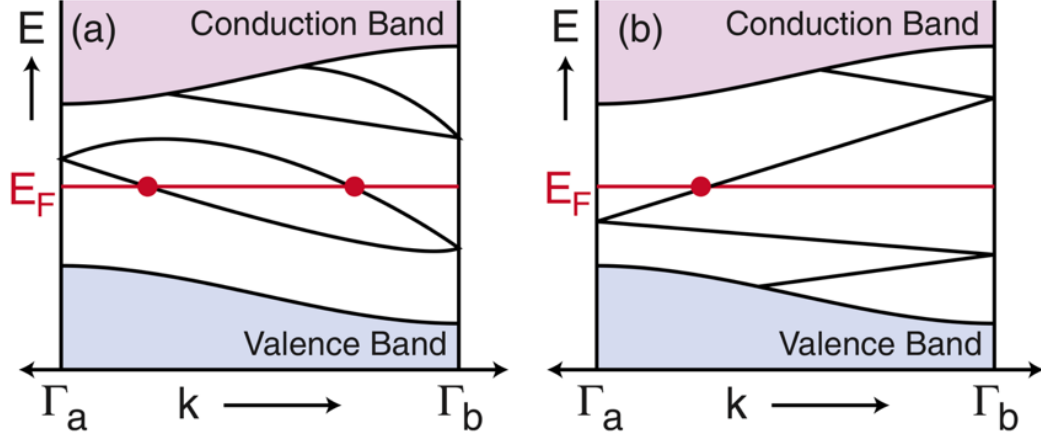 E (a) Conduction Band
E_F
Valence Band
Γ_a k Γ_b
E (b) Conduction Band
E_F
Valence Band
Γ_a k Γ_b